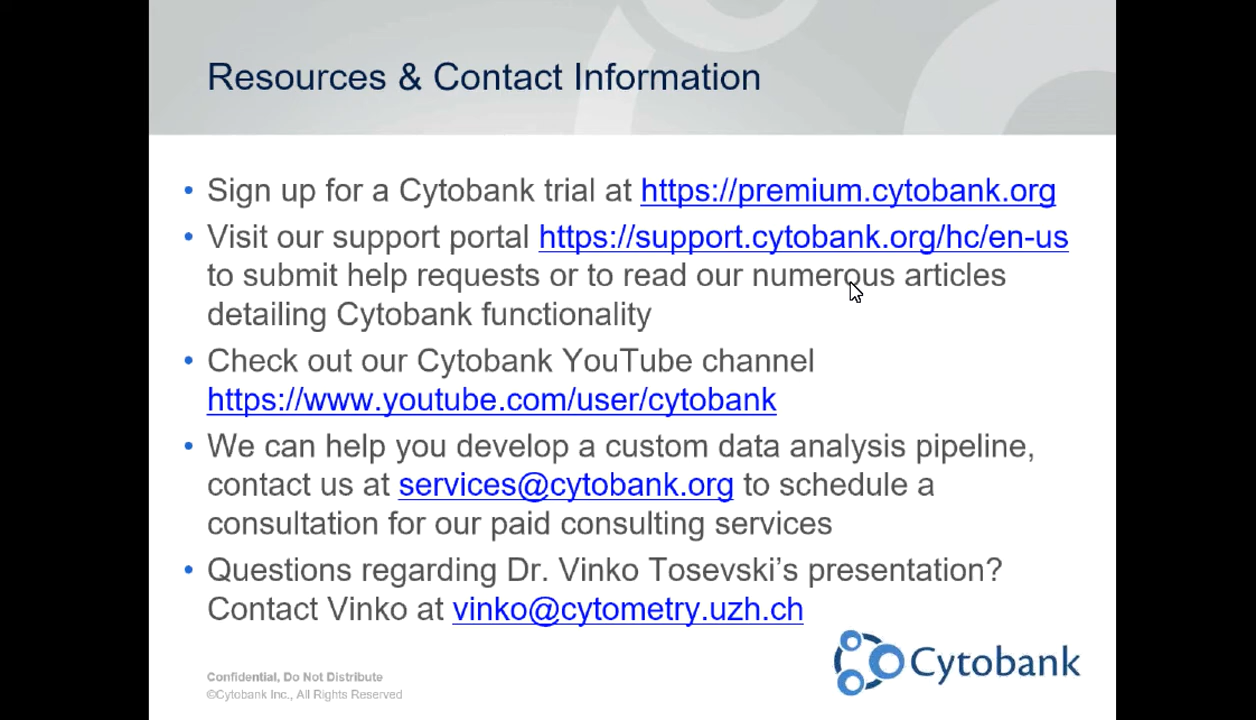 Resources & Contact Information
• Sign up for a Cytobank trial at https://premium.cytobank.org
• Visit our support portal https://support.cytobank.org/hc/en-us
to submit help requests or to read our numerous articles
detailing Cytobank functionality
• Check out our Cytobank YouTube channel
https://www.youtube.com/user/cytobank
• We can help you develop a custom data analysis pipeline,
contact us at services@cytobank.org to schedule a
consultation for our paid consulting services
• Questions regarding Dr. Vinko Tosevski’s presentation?
Contact Vinko at vinko@cytometry.uzh.ch
Cytobank
Confidential, Do Not Distribute
©Cytobank Inc., All Rights Reserved